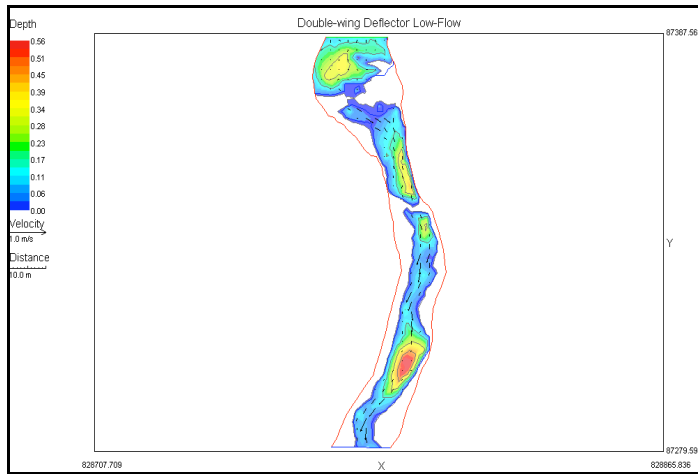 Double-wing Deflector Low-Flow
Depth
0.56
0.51
0.45
0.39
0.34
0.28
0.23
0.17
0.11
0.06
0.00
Velocity
1.0 m/s
Distance
10.0 m
87387.56
Y
87279.59
828707.709
X
828865.836